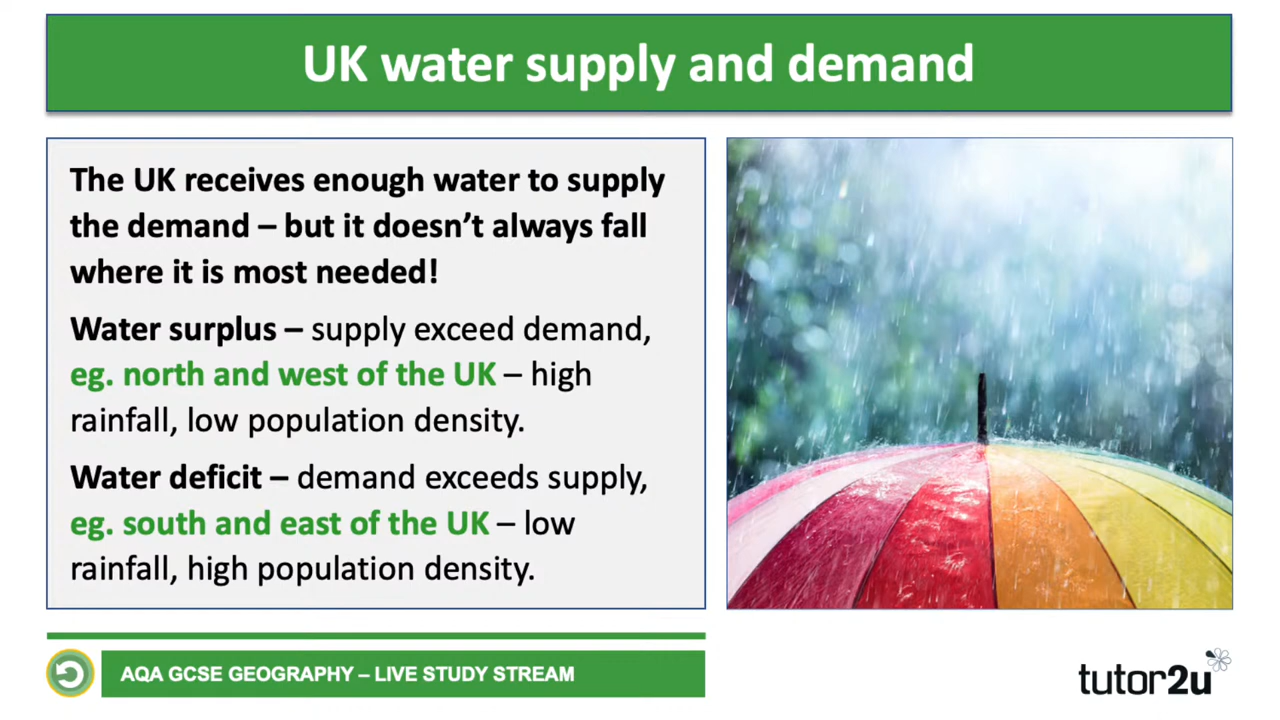 UK water supply and demand
The UK receives enough water to supply
the demand – but it doesn’t always fall
where it is most needed!
Water surplus – supply exceed demand,
eg. north and west of the UK – high
rainfall, low population density.
Water deficit – demand exceeds supply,
eg. south and east of the UK – low
rainfall, high population density.
AQA GCSE GEOGRAPHY – LIVE STUDY STREAM
tutor2u